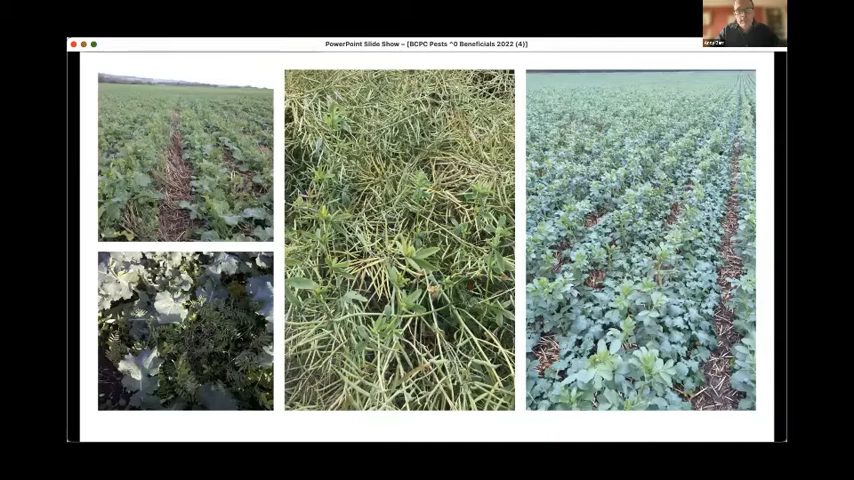 PowerPoint Slide Show – [BCPC Pests ^0 Beneficials 2022 (4)]